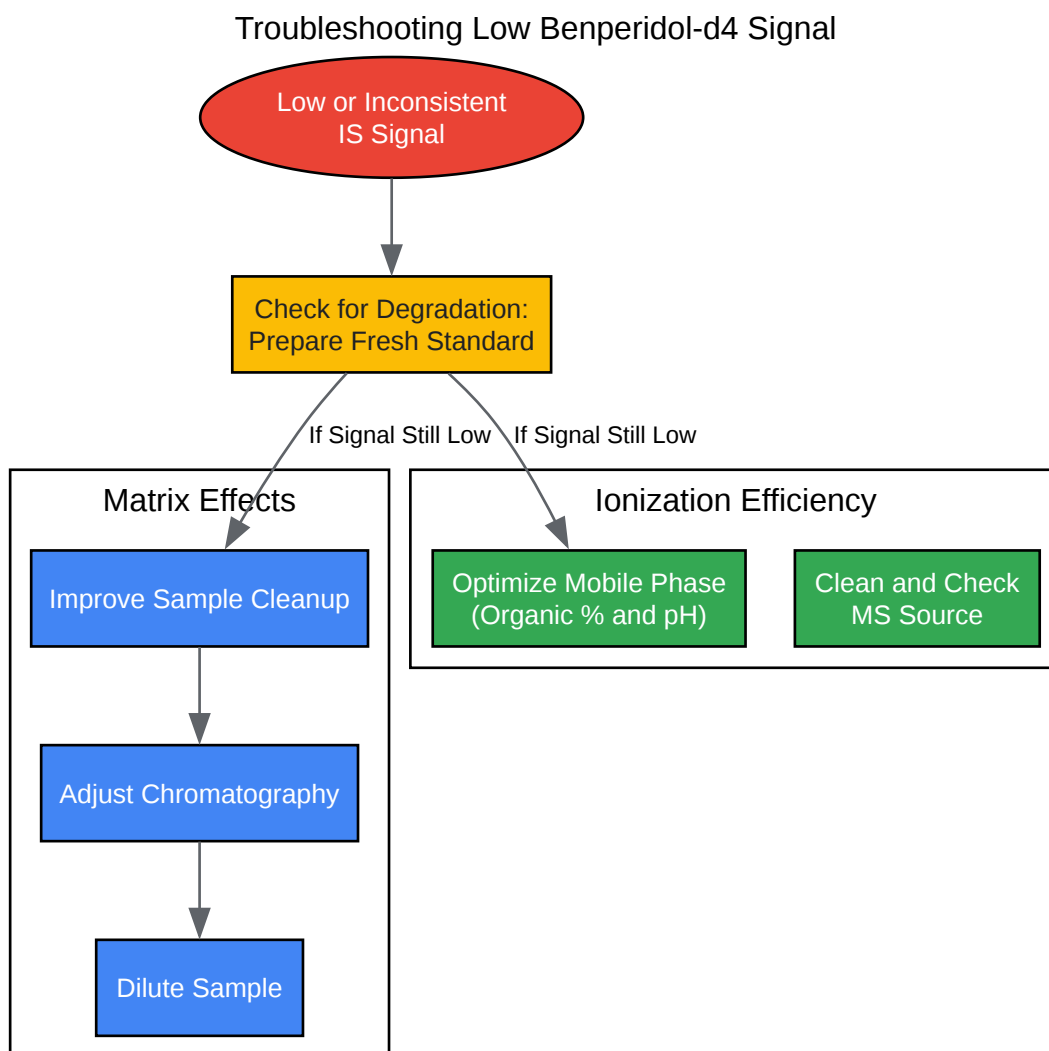 Troubleshooting Low Benperidol-d4 Signal
Low or Inconsistent
IS Signal
Check for Degradation:
Prepare Fresh Standard
If Signal Still Low
If Signal Still Low
Matrix Effects
Ionization Efficiency
Improve Sample Cleanup
Optimize Mobile Phase
(Organic % and pH)
Clean and Check
MS Source
Adjust Chromatography
Dilute Sample